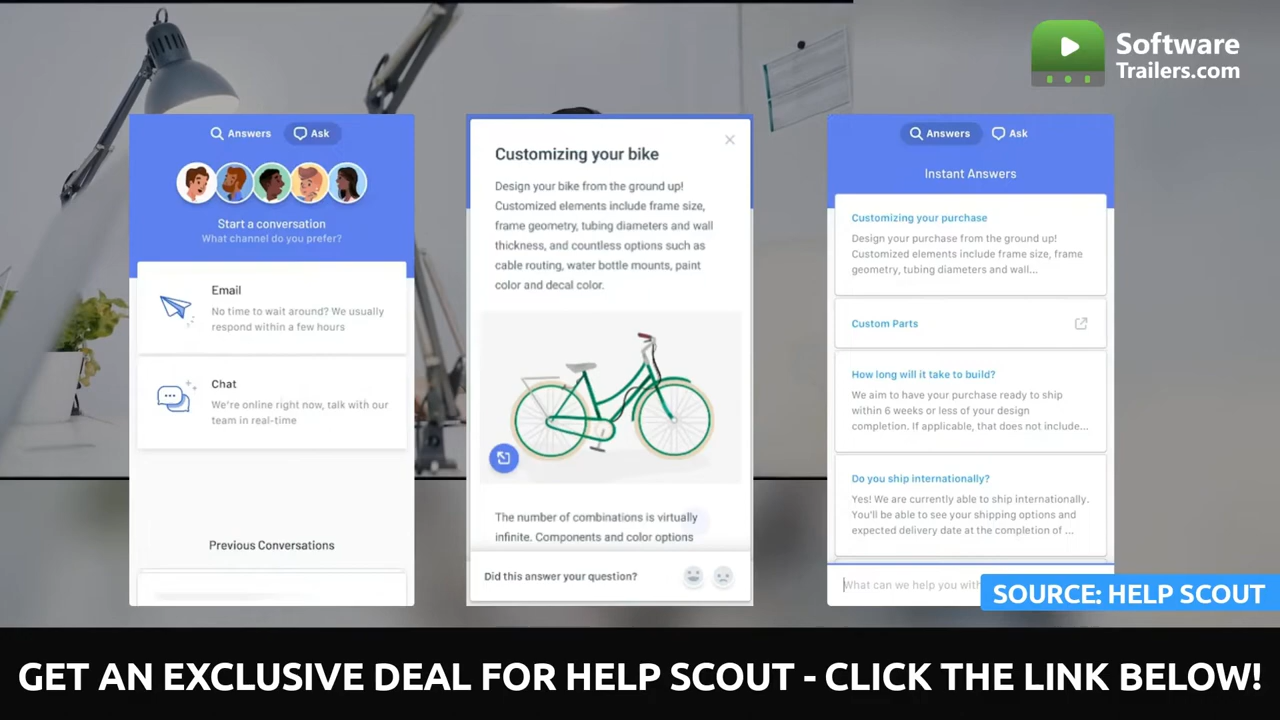 Software
Trailers.com
Answers
Ask
Start a conversation
What channel do you prefer?
Email
No time to wait around? We usually
respond within a few hours
Chat
We're online right now, talk with our
team in real-time
Previous Conversations
Customizing your bike
Design your bike from the ground up!
Customized elements include frame size,
frame geometry, tubing diameters and wall
thickness, and countless options such as
cable routing, water bottle mounts, paint
color and decal color.
The number of combinations is virtually
infinite. Components and color options
Did this answer your question?
Answers
Ask
Instant Answers
Customizing your purchase
Design your purchase from the ground up!
Customized elements include frame size, frame
geometry, tubing diameters and wall...
Custom Parts
How long will it take to build?
We aim to have your purchase ready to ship
within 6 weeks or less of your design
completion. If applicable, that does not include...
Do you ship internationally?
Yes! We are currently able to ship internationally.
You'll be able to see your shipping options and
expected delivery date at the completion of ...
What can we help you with
SOURCE: HELP SCOUT
GET AN EXCLUSIVE DEAL FOR HELP SCOUT - CLICK THE LINK BELOW!